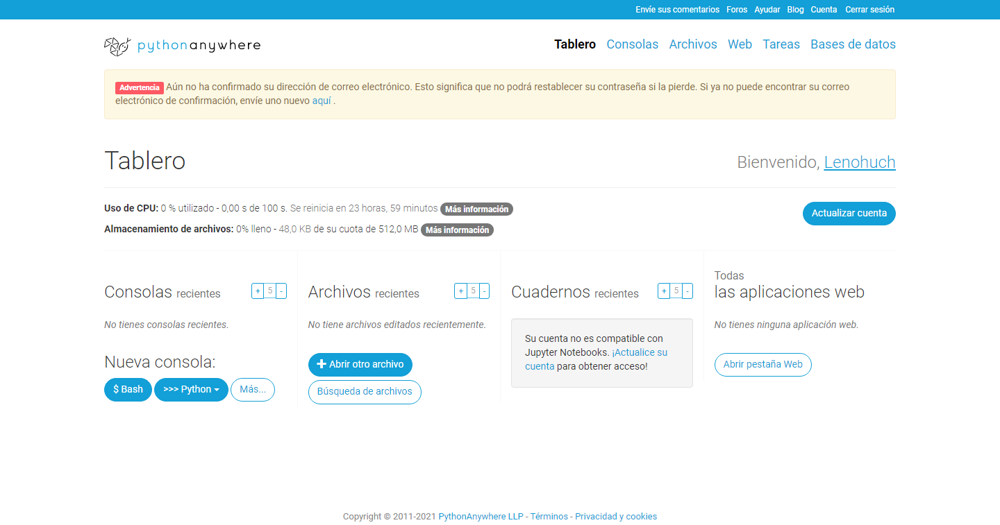 Envíe sus comentarios Foros Ayudar Blog Cuenta Cerrar sesión
pythonanywhere
Tablero Consolas Archivos Web Tareas Bases de datos
Advertencia Aún no ha confirmado su dirección de correo electrónico. Esto significa que no podrá restablecer su contraseña si la pierde. Si ya no puede encontrar su correo
electrónico de confirmación, envíe uno nuevo aquí .
Tablero
Bienvenido, Lenohuch
Uso de CPU: 0 % utilizado - 0,00 s de 100 s. Se reinicia en 23 horas, 59 minutos Más información
Actualizar cuenta
Almacenamiento de archivos: 0% lleno - 48,0 KB de su cuota de 512,0 MB Más información
Consolas recientes + 5 -
No tienes consolas recientes.
Nueva consola:
$ Bash >>> Python Más...
Archivos recientes + 5 -
No tiene archivos editados recientemente.
Abrir otro archivo
Búsqueda de archivos
Cuadernos recientes + 5 -
Su cuenta no es compatible con
Jupyter Notebooks. ¡Actualice su
cuenta para obtener acceso!
Todas
las aplicaciones web
No tienes ninguna aplicación web.
Abrir pestaña Web
Copyright © 2011-2021 PythonAnywhere LLP - Términos - Privacidad y cookies